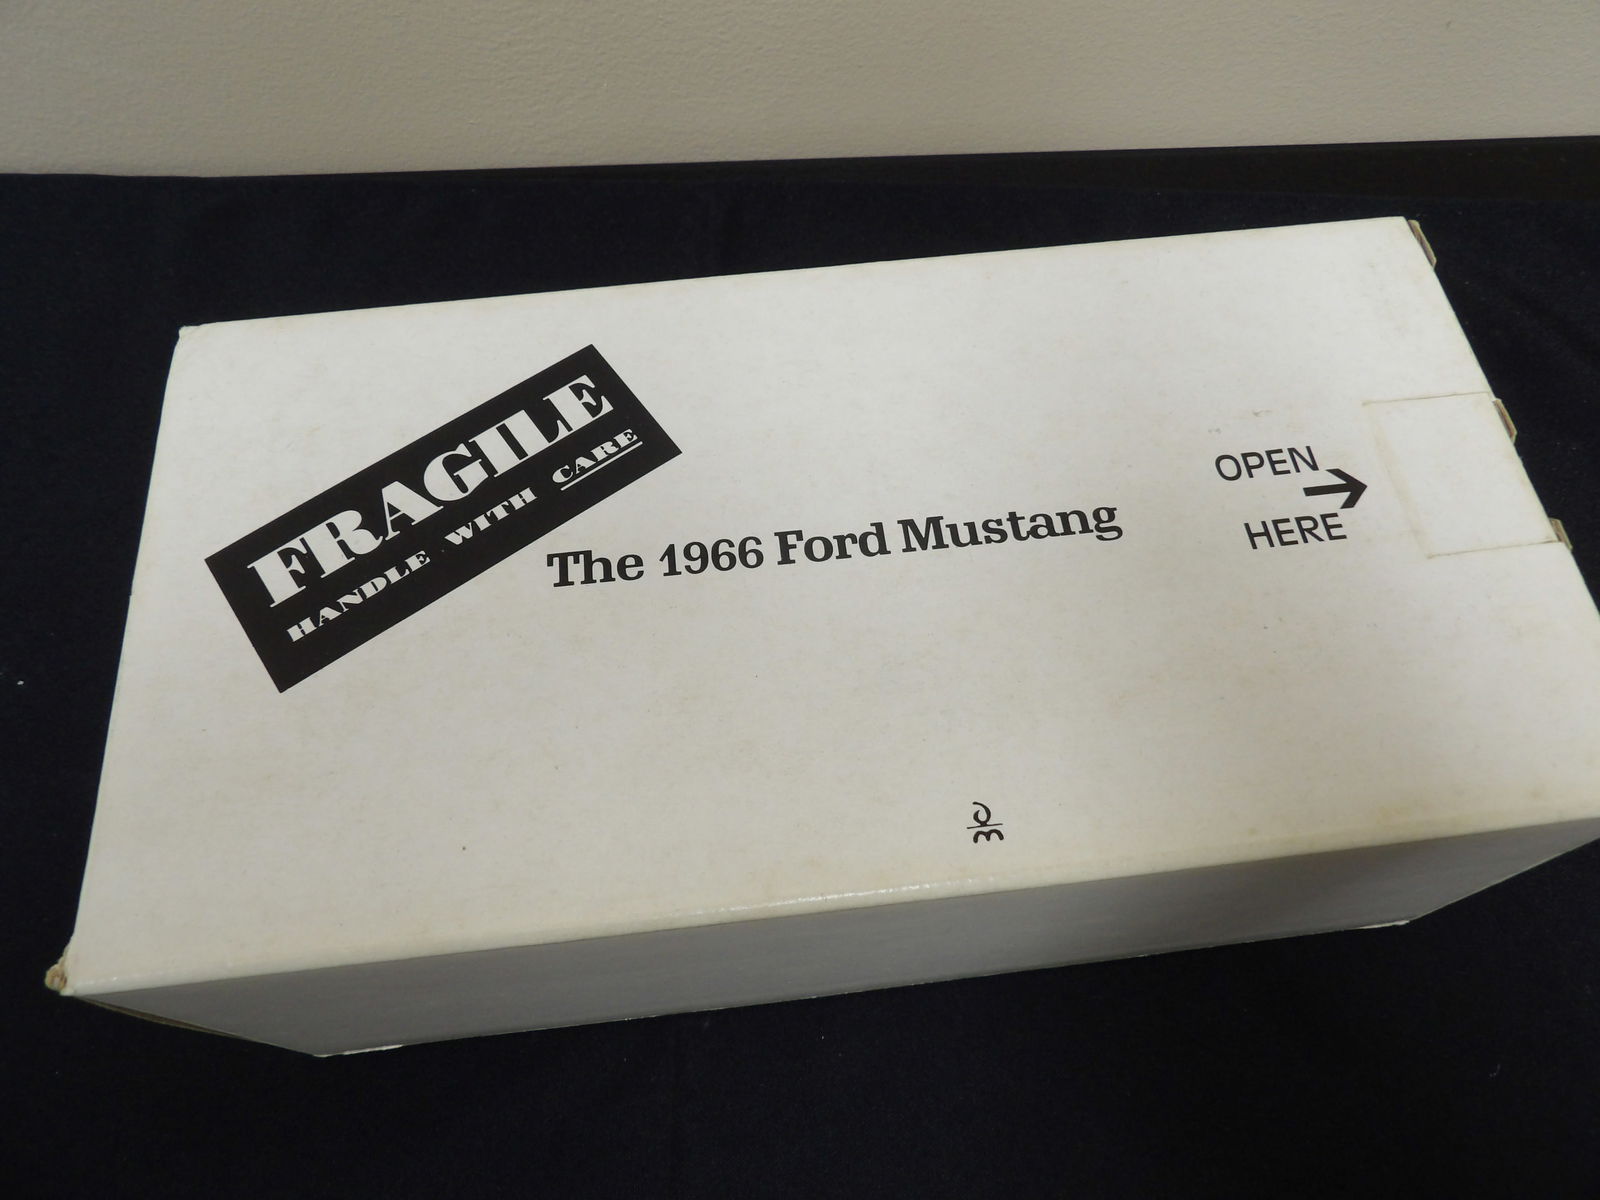 FRAGILE
HANDLE WITH CARE
The 1966 Ford Mustang
OPEN
HERE